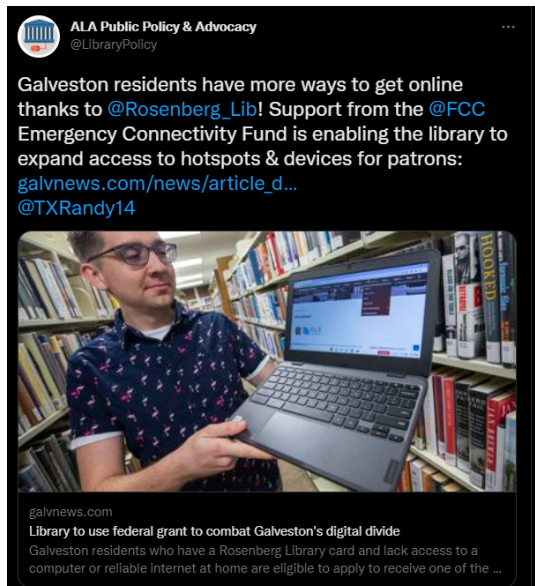 ALA Public Policy & Advocacy
@LibraryPolicy
Galveston residents have more ways to get online
thanks to @Rosenberg_Lib! Support from the @FCC
Emergency Connectivity Fund is enabling the library to
expand access to hotspots & devices for patrons:
galvnews.com/news/article_d...
@TXRandy14
HOOKED
galvnews.com
Library to use federal grant to combat Galveston's digital divide
Galveston residents who have a Rosenberg Library card and lack access to a
computer or reliable internet at home are eligible to apply to receive one of the ...